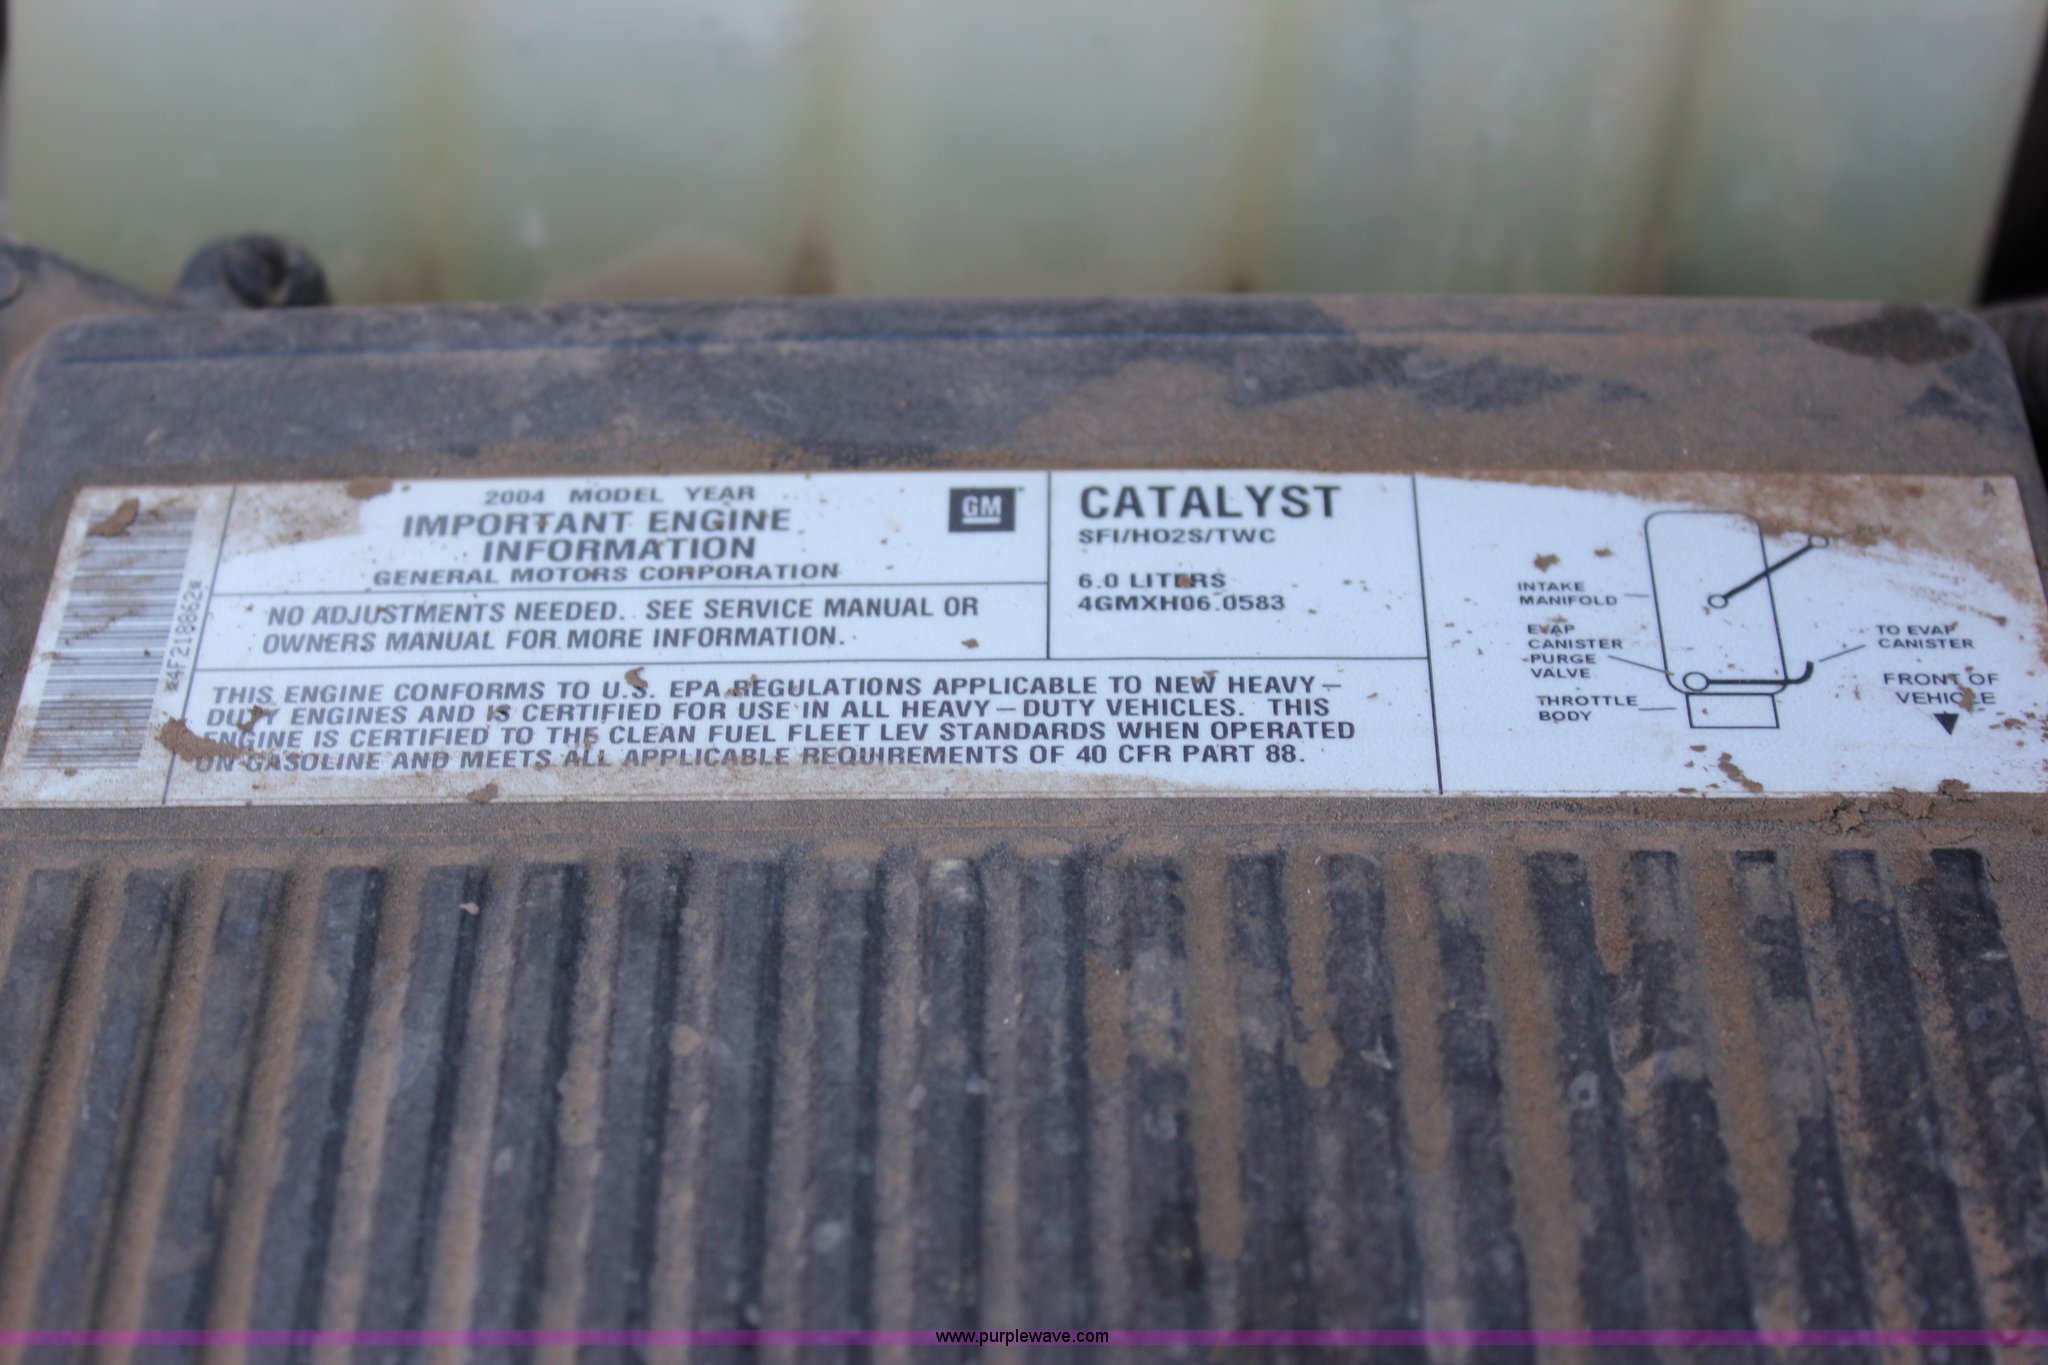 *4F218862*
2004 MODEL YEAR
IMPORTANT ENGINE
INFORMATION
GENERAL MOTORS CORPORATION
GM
NO ADJUSTMENTS NEEDED. SEE SERVICE MANUAL OR
OWNERS MANUAL FOR MORE INFORMATION.
CATALYST
SFI/HO2S/TWC
6.0 LITERS
4GMXH06.0583
THIS ENGINE CONFORMS TO U.S. EPA REGULATIONS APPLICABLE TO NEW HEAVY–
DUTY ENGINES AND IS CERTIFIED FOR USE IN ALL HEAVY–DUTY VEHICLES. THIS
ENGINE IS CERTIFIED TO THE CLEAN FUEL FLEET LEV STANDARDS WHEN OPERATED
ON GASOLINE AND MEETS ALL APPLICABLE REQUIREMENTS OF 40 CFR PART 88.
A
PCV
INTAKE
MANIFOLD
EVAP
CANISTER
PURGE
VALVE
THROTTLE
BODY
TO EVAP
CANISTER
FRONT OF
VEHICLE
www.purplewave.com